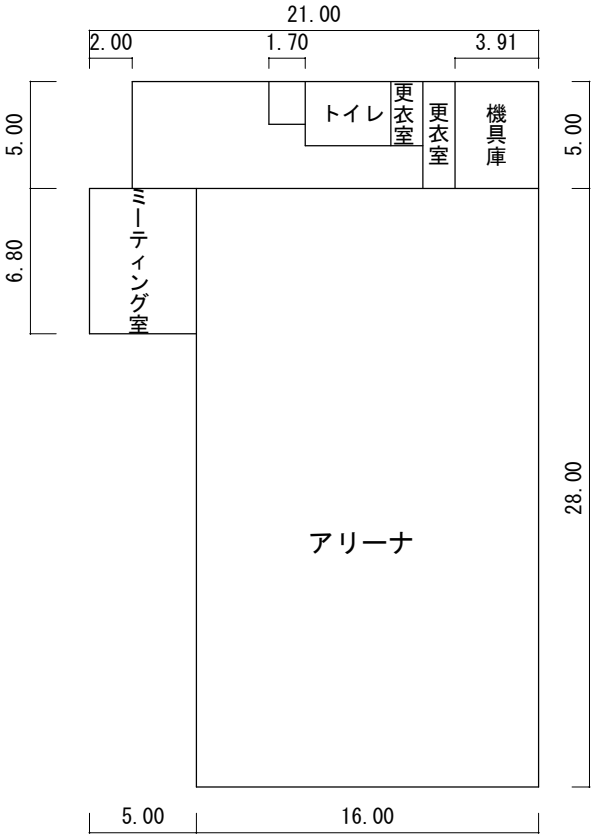 21.00
2.00
1.70
3.91
5.00
トイレ
更衣室
更衣室
機具庫
5.00
6.80
ミーティング室
アリーナ
28.00
5.00
16.00